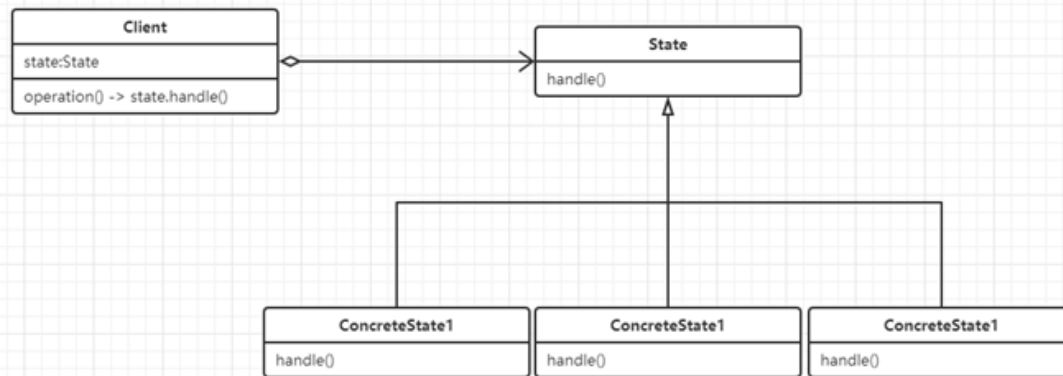 Client
state:State
operation() -> state.handle()
State
handle()
ConcreteState1
handle()
ConcreteState1
handle()
ConcreteState1
handle()